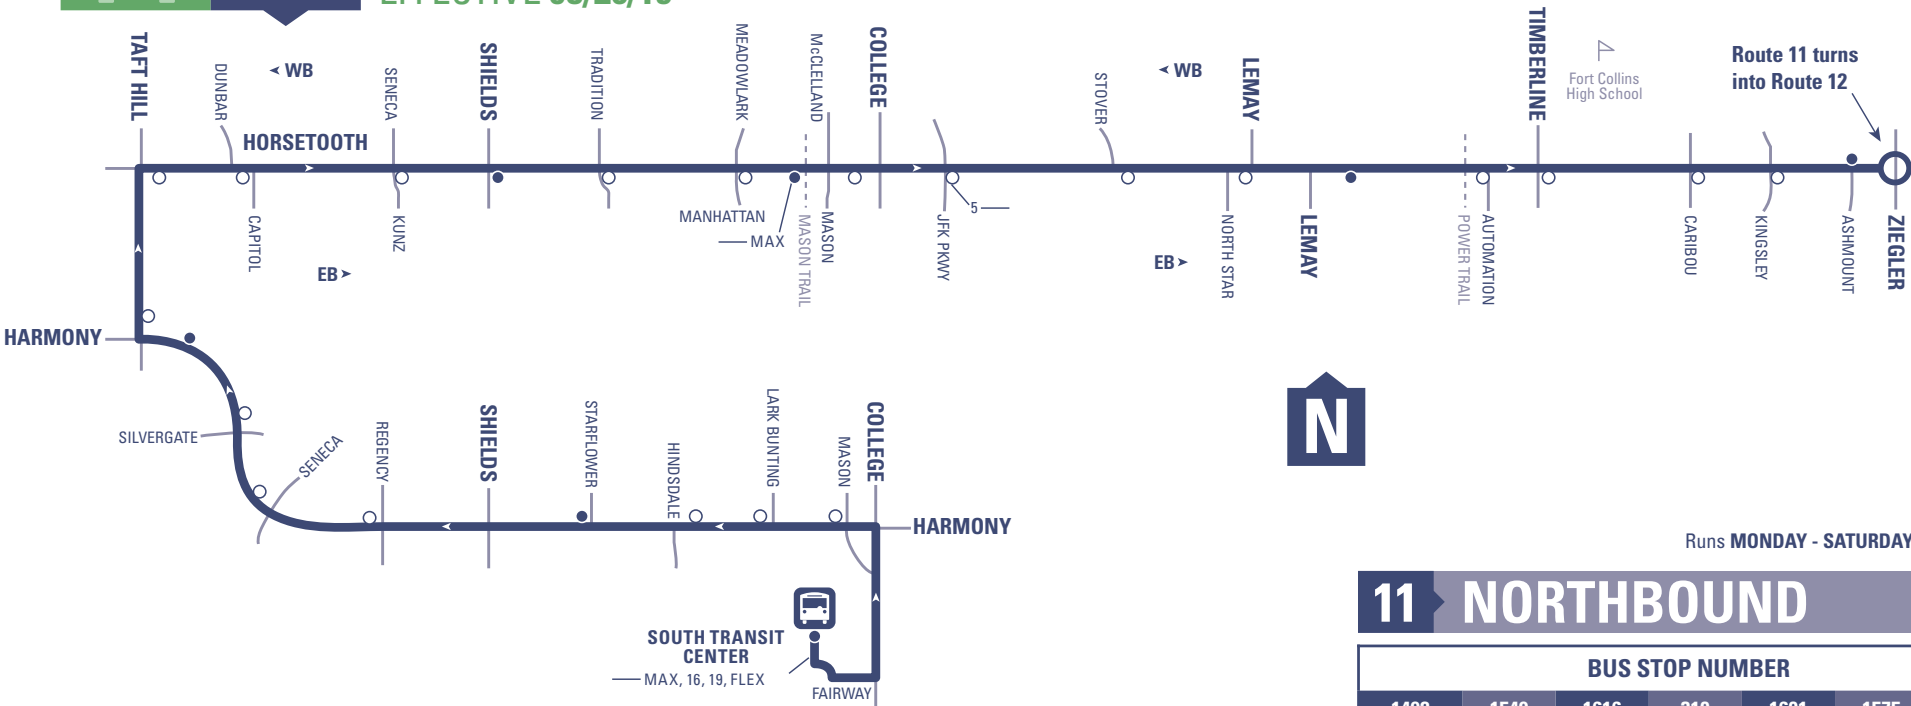 TAFT HILL
DUNBAR
WB
SENECA
SHIELDS
TRADITION
MEADOWLARK
McCLELLAND
COLLEGE
STOVER
WB
LEMAY
TIMBERLINE
Fort Collins
High School
Route 11 turns
into Route 12
HORSETOOTH
CAPITOL
EB
KUNZ
MANHATTAN
MAX
MASON TRAIL
MASON
JFK PKWY
5
EB
NORTH STAR
LEMAY
POWER TRAIL
AUTOMATION
CARIBOU
KINGSLEY
ASHMOUNT
ZIEGLER
HARMONY
SILVERGATE
SENECA
REGENCY
SHIELDS
STARFLOWER
HINDSDALE
LARK BUNTING
MASON
COLLEGE
HARMONY
N
SOUTH TRANSIT
CENTER
MAX, 16, 19, FLEX
FAIRWAY
Runs MONDAY - SATURDAY
11 NORTHBOUND
BUS STOP NUMBER